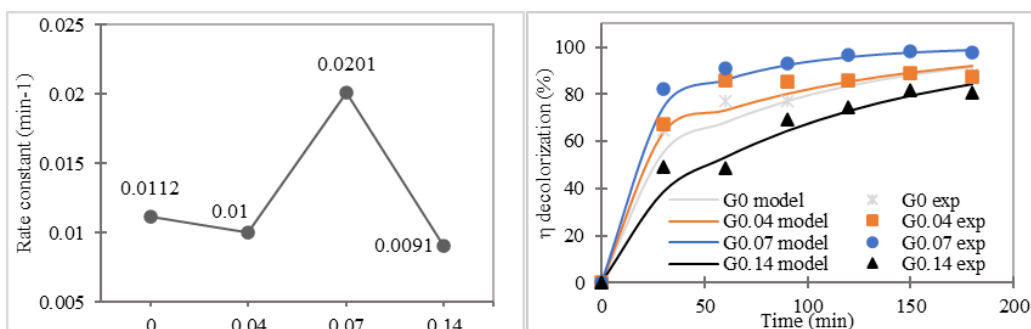 0.025
0.02
0.015
0.01
0.005
Rate constant (min-1)
0.0112
0.01
0.0201
0.0091
0
0.04
0.07
0.14
100
80
60
40
20
0
η decolorization (%)
G0 model
G0 exp
G0.04 model
G0.04 exp
G0.07 model
G0.07 exp
G0.14 model
G0.14 exp
0
50
100
150
200
Time (min)